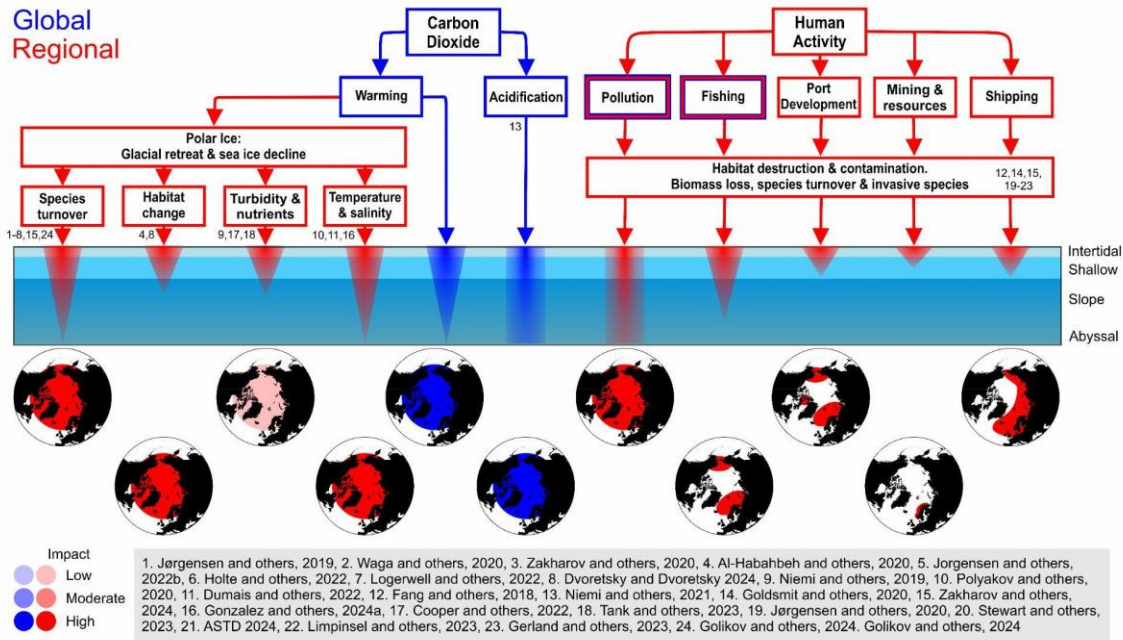 Global
Regional
Carbon
Dioxide
Human
Activity
Warming
Acidification
Pollution
Fishing
Port
Development
Mining &
resources
Shipping
13
Polar Ice:
Glacial retreat & sea ice decline
Habitat destruction & contamination.
Biomass loss, species turnover & invasive species
12,14,15,
19-23
Species
turnover
Habitat
change
Turbidity &
nutrients
Temperature
& salinity
1-8,15,24
4,8
9,17,18
10,11,16
Intertidal
Shallow
Slope
Abyssal
Impact
Low
Moderate
High
1. Jørgensen and others, 2019, 2. Waga and others, 2020, 3. Zakharov and others, 2020, 4. Al-Habahbeh and others, 2020, 5. Jorgensen and others,
2022b, 6. Holte and others, 2022, 7. Logerwell and others, 2022, 8. Dvoretsky and Dvoretsky 2024, 9. Niemi and others, 2019, 10. Polyakov and others,
2020, 11. Dumais and others, 2022, 12. Fang and others, 2018, 13. Niemi and others, 2021, 14. Goldsmit and others, 2020, 15. Zakharov and others,
2024, 16. Gonzalez and others, 2024a, 17. Cooper and others, 2022, 18. Tank and others, 2023, 19. Jørgensen and others, 2020, 20. Stewart and others,
2023, 21. ASTD 2024, 22. Limpinsel and others, 2023, 23. Gerland and others, 2023, 24. Golikov and others, 2024. Golikov and others, 2024